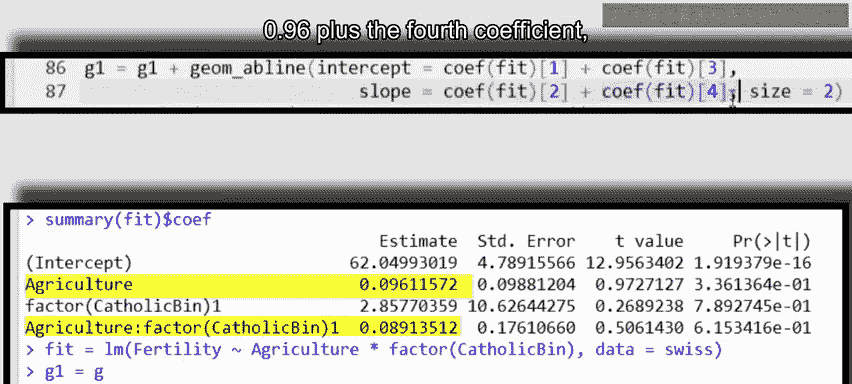 0.96 plus the fourth coefficient,
86 g1 = g1 + geom_abline(intercept = coef(fit)[1] + coef(fit)[3],
87 slope = coef(fit)[2] + coef(fit)[4], size = 2)
> summary(fit)$coef
Estimate Std. Error t value Pr(>|t|)
(Intercept) 62.04993019 4.78915566 12.9563402 1.919379e-16
Agriculture 0.09611572 0.09881204 0.9727127 3.361364e-01
factor(CatholicBin)1 2.85770359 10.62644275 0.2689238 7.892745e-01
Agriculture:factor(CatholicBin)1 0.08913512 0.17610660 0.5061430 6.153416e-01
> fit = lm(Fertility ~ Agriculture * factor(CatholicBin), data = swiss)
> g1 = g